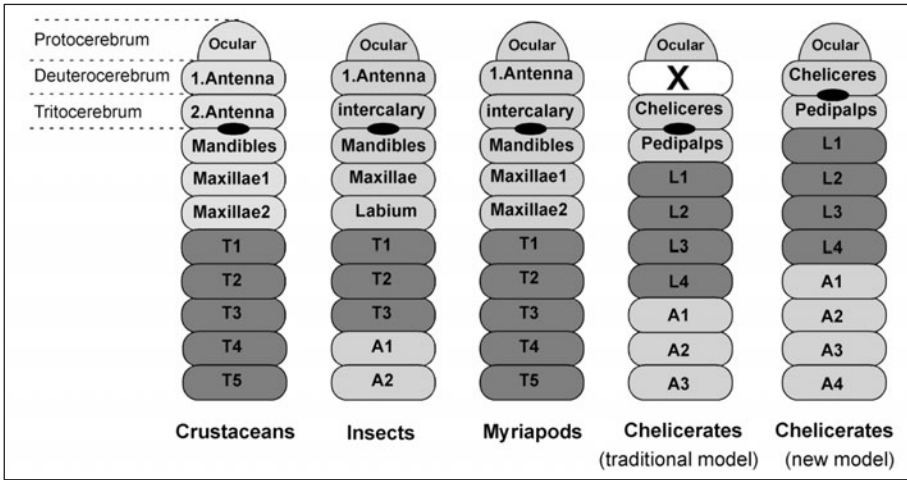 Protocerebrum
Deuterocerebrum
Tritocerebrum
Ocular
1.Antenna
2.Antenna
Mandibles
Maxillae1
Maxillae2
T1
T2
T3
T4
T5
Crustaceans
Ocular
1.Antenna
intercalary
Mandibles
Maxillae
Labium
T1
T2
T3
A1
A2
Insects
Ocular
1.Antenna
intercalary
Mandibles
Maxillae1
Maxillae2
T1
T2
T3
T4
T5
Myriapods
Ocular
X
Cheliceres
Pedipalps
L1
L2
L3
L4
A1
A2
A3
Chelicerates
(traditional model)
Ocular
Cheliceres
Pedipalps
L1
L2
L3
L4
A1
A2
A3
A4
Chelicerates
(new model)